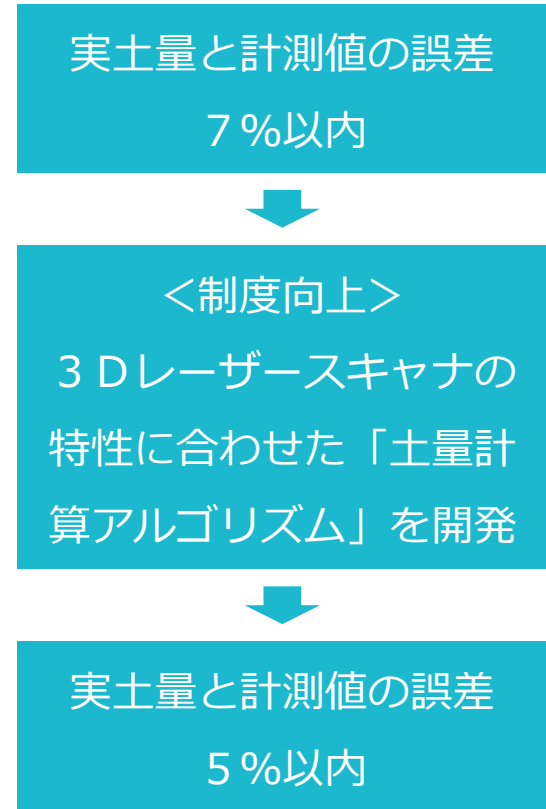 実土量と計測値の誤差
７%以内
＜制度向上＞
３Ｄレーザースキャナの
特性に合わせた「土量計
算アルゴリズム」を開発
実土量と計測値の誤差
５%以内